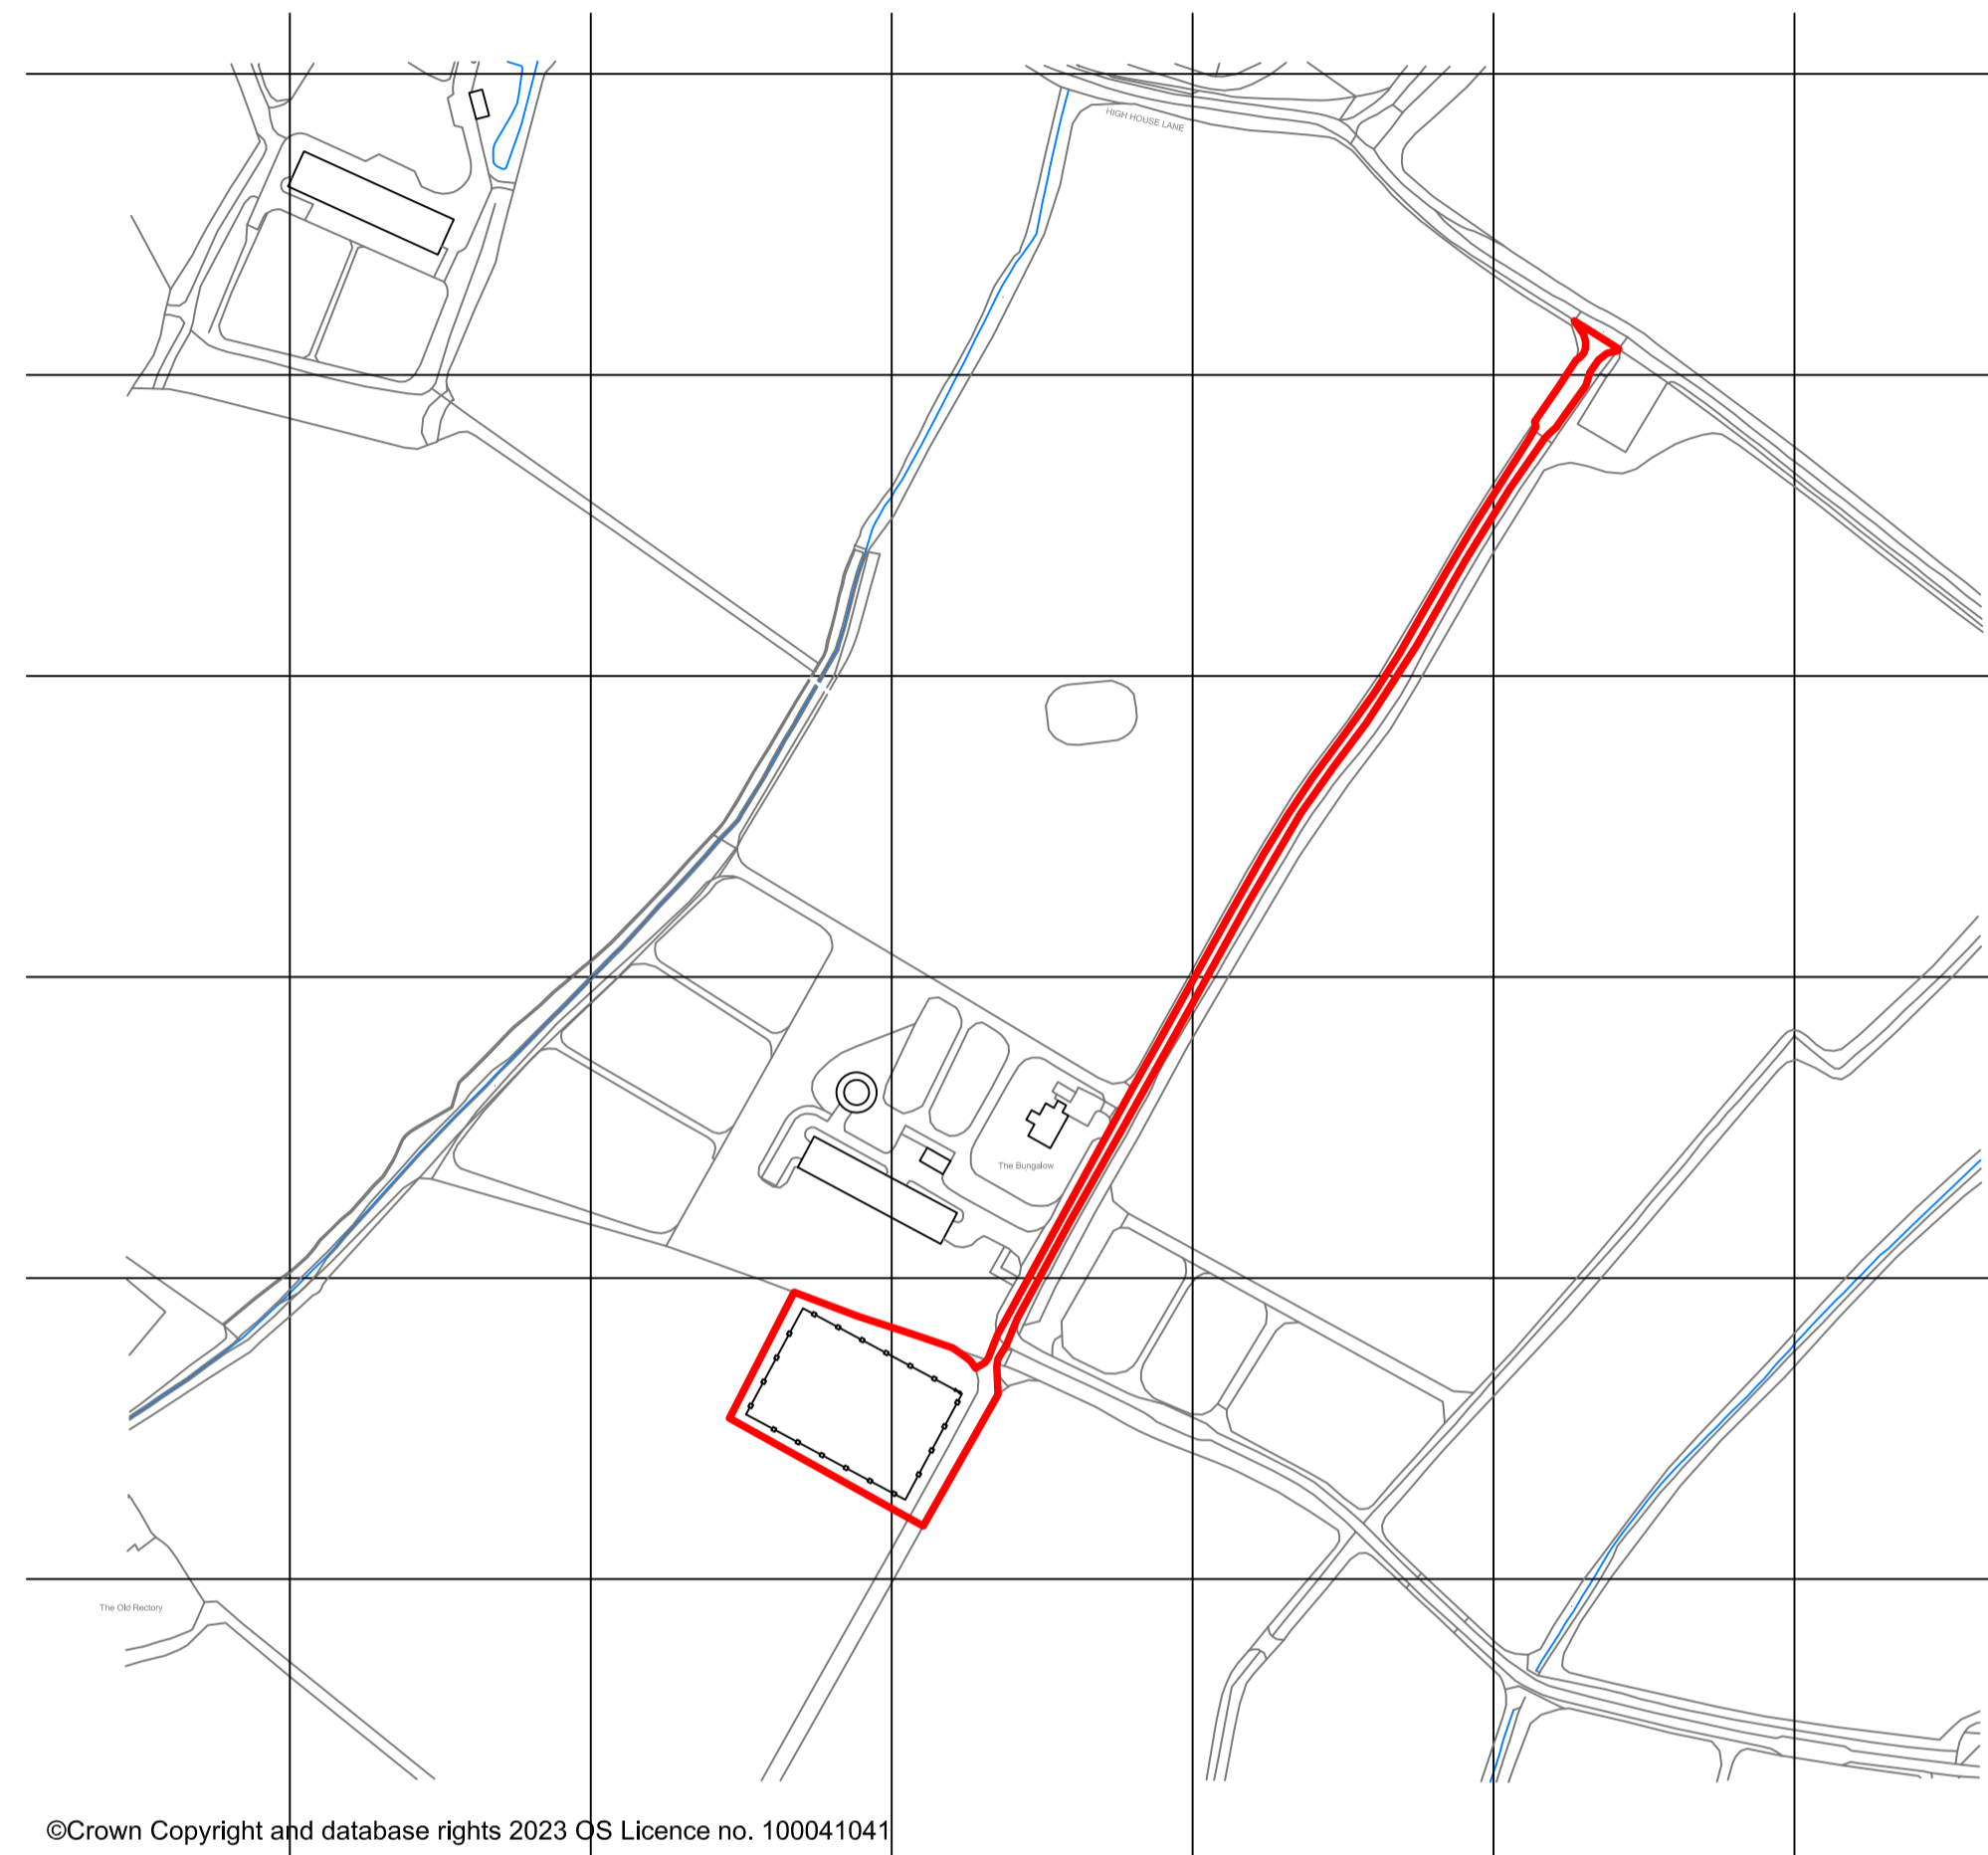 HIGH HOUSE LANE
The Bungalow
The Old Rectory
©Crown Copyright and database rights 2023 OS Licence no. 100041041